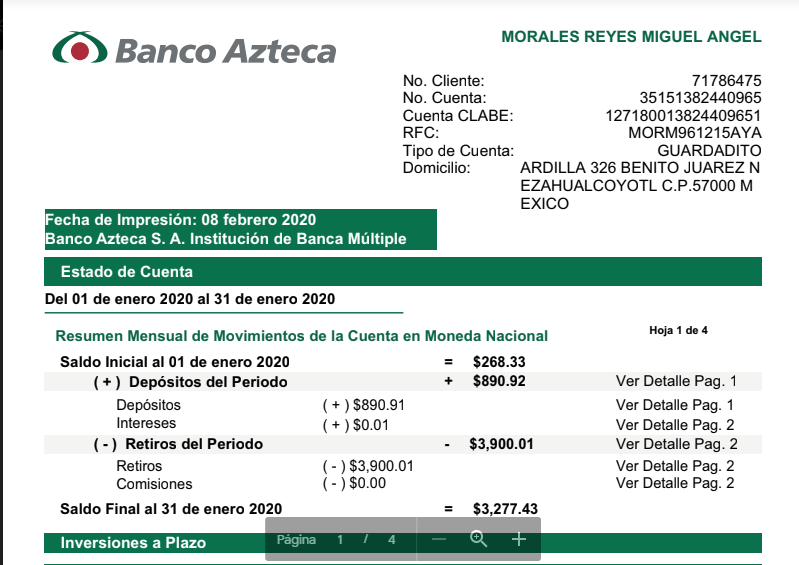 Banco Azteca
MORALES REYES MIGUEL ANGEL
No. Cliente: 71786475
No. Cuenta: 35151382440965
Cuenta CLABE: 127180013824409651
RFC: MORM961215AYA
Tipo de Cuenta: GUARDADITO
Domicilio: ARDILLA 326 BENITO JUAREZ N
EZAHUALCOYOTL C.P.57000 M
EXICO
Fecha de Impresión: 08 febrero 2020
Banco Azteca S. A. Institución de Banca Múltiple
Estado de Cuenta
Del 01 de enero 2020 al 31 de enero 2020
Resumen Mensual de Movimientos de la Cuenta en Moneda Nacional
Hoja 1 de 4
Saldo Inicial al 01 de enero 2020 = $268.33
( + ) Depósitos del Periodo + $890.92 Ver Detalle Pag. 1
Depósitos ( + ) $890.91 Ver Detalle Pag. 1
Intereses ( + ) $0.01 Ver Detalle Pag. 2
( - ) Retiros del Periodo - $3,900.01 Ver Detalle Pag. 2
Retiros ( - ) $3,900.01 Ver Detalle Pag. 2
Comisiones ( - ) $0.00 Ver Detalle Pag. 2
Saldo Final al 31 de enero 2020 = $3,277.43
Página 1 / 4
Inversiones a Plazo